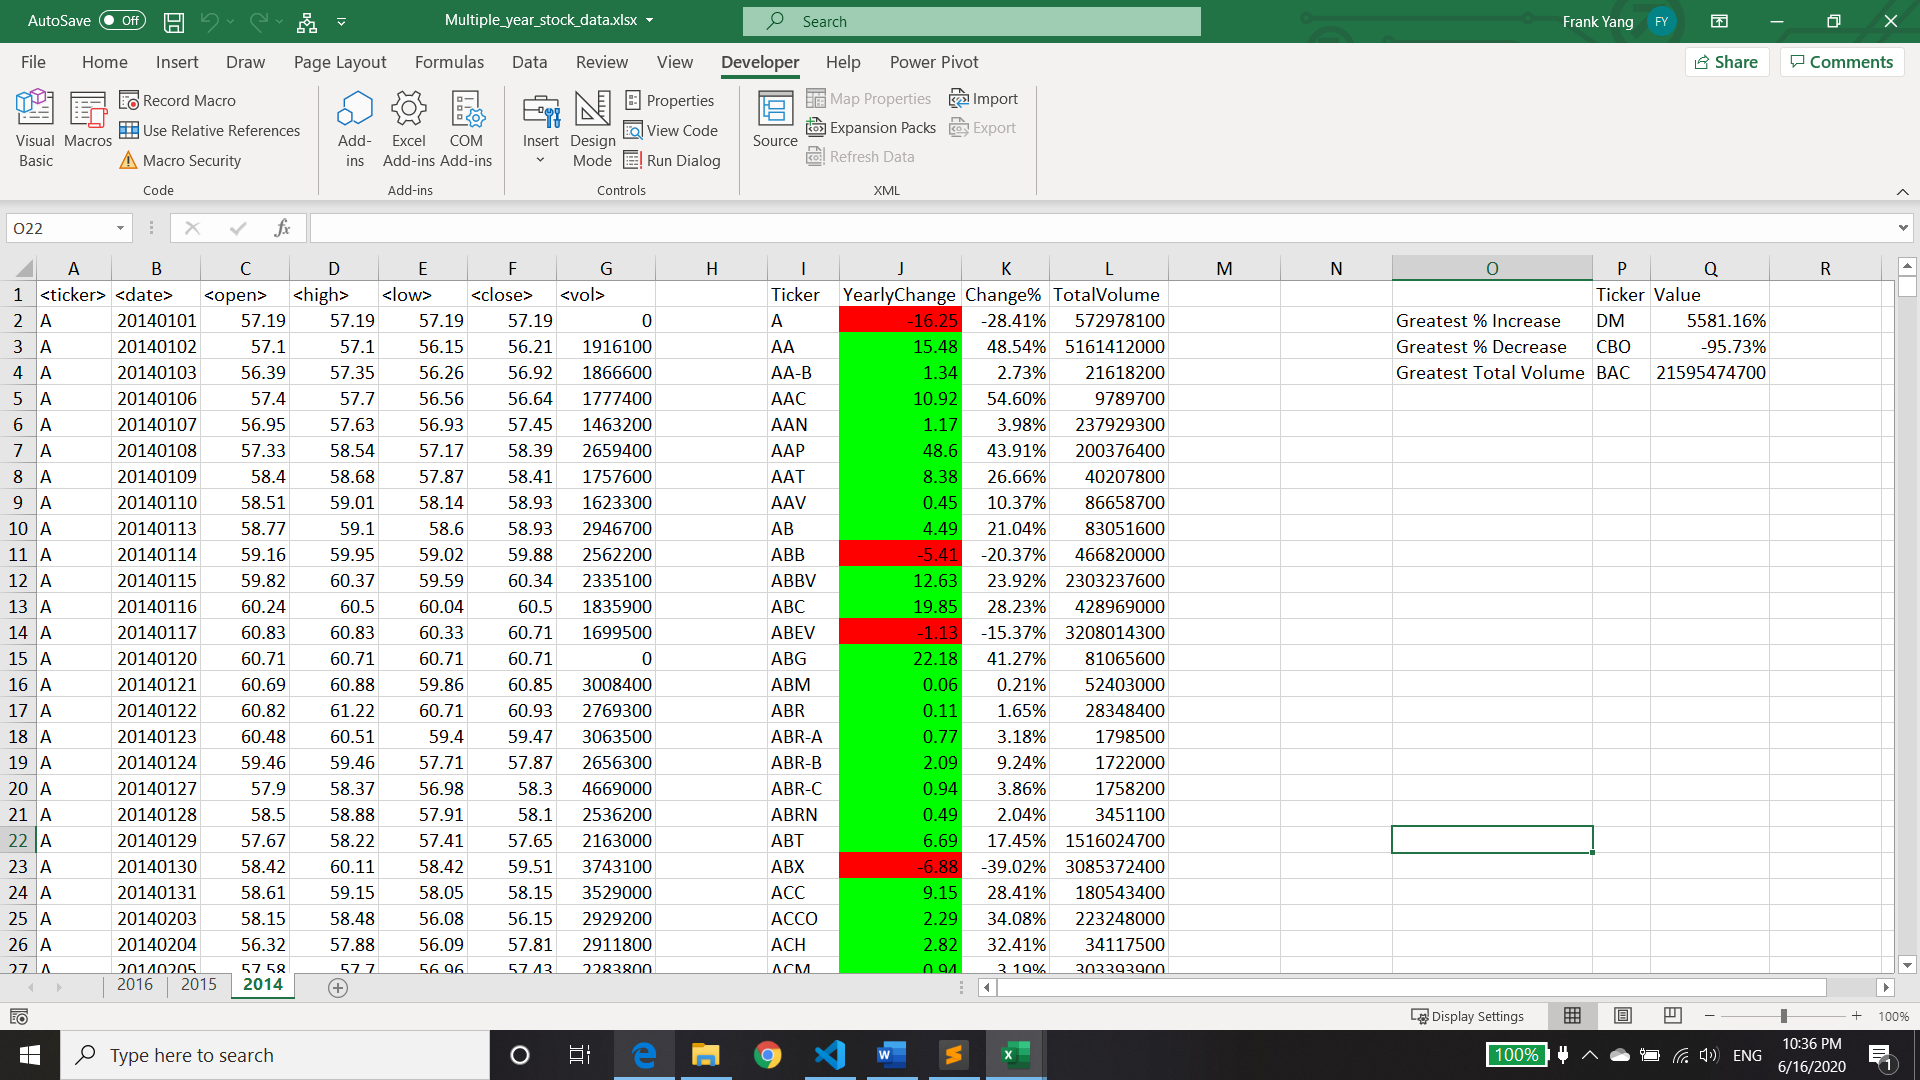 AutoSave Off Multiple_year_stock_data.xlsx Search Frank Yang FY
File Home Insert Draw Page Layout Formulas Data Review View Developer Help Power Pivot Share Comments
Visual Basic Macros Record Macro Use Relative References Macro Security Code
Add-ins Excel Add-ins COM Add-ins Add-ins
Insert Design Mode Properties View Code Run Dialog Controls
Source Map Properties Expansion Packs Refresh Data Import Export XML
O22 fx
A B C D E F G H I J K L M N O P Q R
1 <ticker> <date> <open> <high> <low> <close> <vol> Ticker YearlyChange Change% TotalVolume Ticker Value
2 A 20140101 57.19 57.19 57.19 57.19 0 A -16.25 -28.41% 572978100 Greatest % Increase DM 5581.16%
3 A 20140102 57.1 57.1 56.15 56.21 1916100 AA 15.48 48.54% 5161412000 Greatest % Decrease CBO -95.73%
4 A 20140103 56.39 57.35 56.26 56.92 1866600 AA-B 1.34 2.73% 21618200 Greatest Total Volume BAC 21595474700
5 A 20140106 57.4 57.7 56.56 56.64 1777400 AAC 10.92 54.60% 9789700
6 A 20140107 56.95 57.63 56.93 57.45 1463200 AAN 1.17 3.98% 237929300
7 A 20140108 57.33 58.54 57.17 58.39 2659400 AAP 48.6 43.91% 200376400
8 A 20140109 58.4 58.68 57.87 58.41 1757600 AAT 8.38 26.66% 40207800
9 A 20140110 58.51 59.01 58.14 58.93 1623300 AAV 0.45 10.37% 86658700
10 A 20140113 58.77 59.1 58.6 58.93 2946700 AB 4.49 21.04% 83051600
11 A 20140114 59.16 59.95 59.02 59.88 2562200 ABB -5.41 -20.37% 466820000
12 A 20140115 59.82 60.37 59.59 60.34 2335100 ABBV 12.63 23.92% 2303237600
13 A 20140116 60.24 60.5 60.04 60.5 1835900 ABC 19.85 28.23% 428969000
14 A 20140117 60.83 60.83 60.33 60.71 1699500 ABEV -1.13 -15.37% 3208014300
15 A 20140120 60.71 60.71 60.71 60.71 0 ABG 22.18 41.27% 81065600
16 A 20140121 60.69 60.88 59.86 60.85 3008400 ABM 0.06 0.21% 52403000
17 A 20140122 60.82 61.22 60.71 60.93 2769300 ABR 0.11 1.65% 28348400
18 A 20140123 60.48 60.51 59.4 59.47 3063500 ABR-A 0.77 3.18% 1798500
19 A 20140124 59.46 59.46 57.71 57.87 2656300 ABR-B 2.09 9.24% 1722000
20 A 20140127 57.9 58.37 56.98 58.3 4669000 ABR-C 0.94 3.86% 1758200
21 A 20140128 58.5 58.88 57.91 58.1 2536200 ABRN 0.49 2.04% 3451100
22 A 20140129 57.67 58.22 57.41 57.65 2163000 ABT 6.69 17.45% 1516024700
23 A 20140130 58.42 60.11 58.42 59.51 3743100 ABX -6.88 -39.02% 3085372400
24 A 20140131 58.61 59.15 58.05 58.15 3529000 ACC 9.15 28.41% 180543400
25 A 20140203 58.15 58.48 56.08 56.15 2929200 ACCO 2.29 34.08% 223248000
26 A 20140204 56.32 57.88 56.09 57.81 2911800 ACH 2.82 32.41% 34117500
27 A 20140205 57.58 57.7 56.96 57.43 2283800 ACM 0.94 3.19% 303393900
2016 2015 2014
Display Settings 100%
Type here to search 100% ENG 10:36 PM 1
6/16/2020